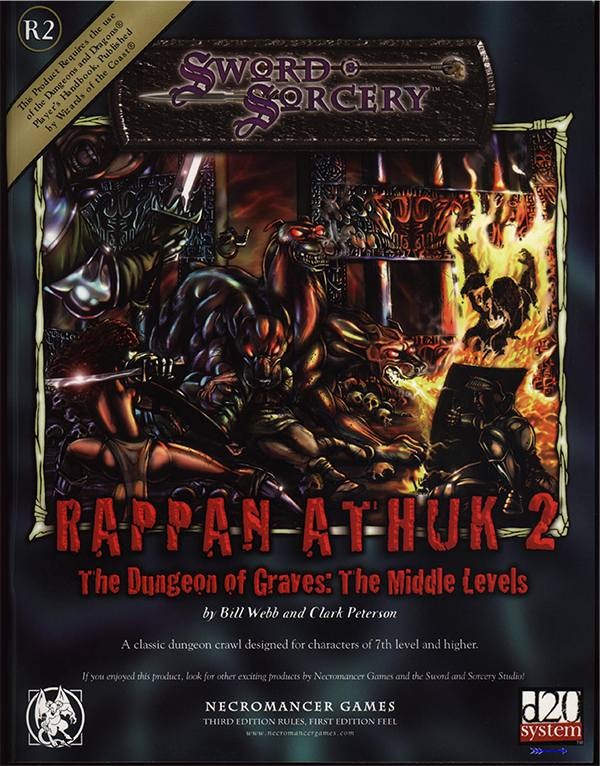 R2
This Product Requires the use
of the Dungeons and Dragons®
Player's Handbook, Published
by Wizards of the Coast®
SWORD
SORCERY™
RAPPAN ATHUK 2
The Dungeon of Graves: The Middle Levels
by Bill Webb and Clark Peterson
A classic dungeon crawl designed for characters of 7th level and higher.
If you enjoyed this product, look for other exciting products by Necromancer Games and the Sword and Sorcery Studio!
NECROMANCER GAMES
THIRD EDITION RULES, FIRST EDITION FEEL
www.necromancergames.com
d20
system™